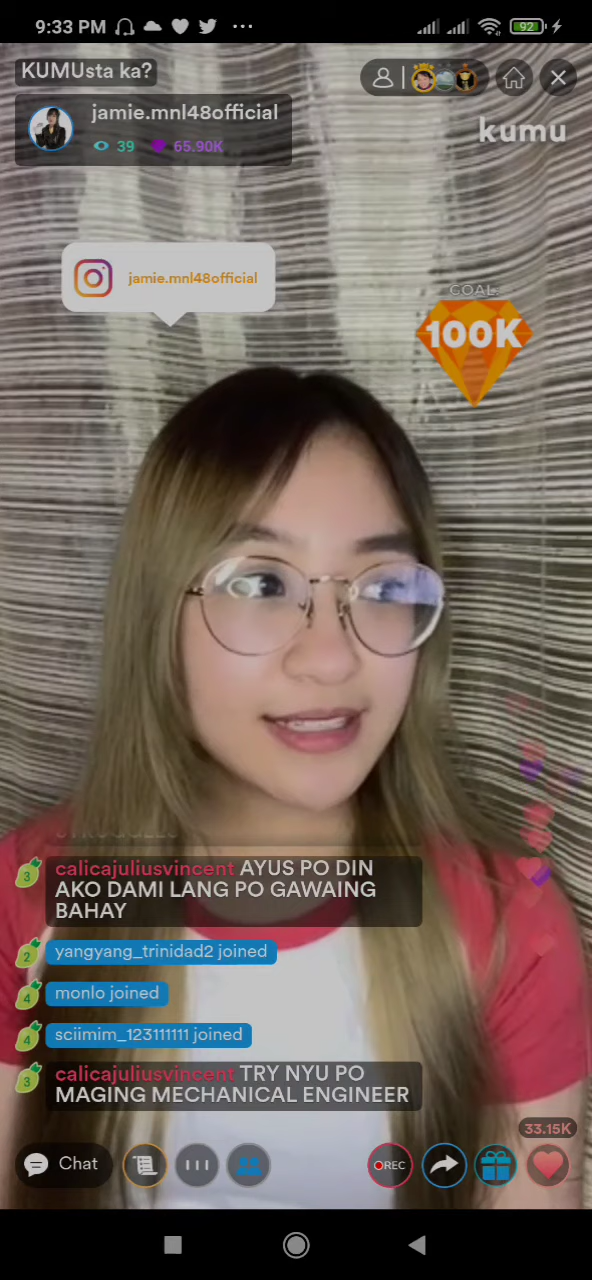 9:33 PM
92
KUMUsta ka?
jamie.mnl48official
39 65.90K
kumu
jamie.mnl48official
GOAL:
100K
calicajuliusvincent AYUS PO DIN
AKO DAMI LANG PO GAWAING
BAHAY
yangyang_trinidad2 joined
monlo joined
sciimim_123111111 joined
calicajuliusvincent TRY NYU PO
MAGING MECHANICAL ENGINEER
3
2
4
4
3
33.15K
Chat
REC